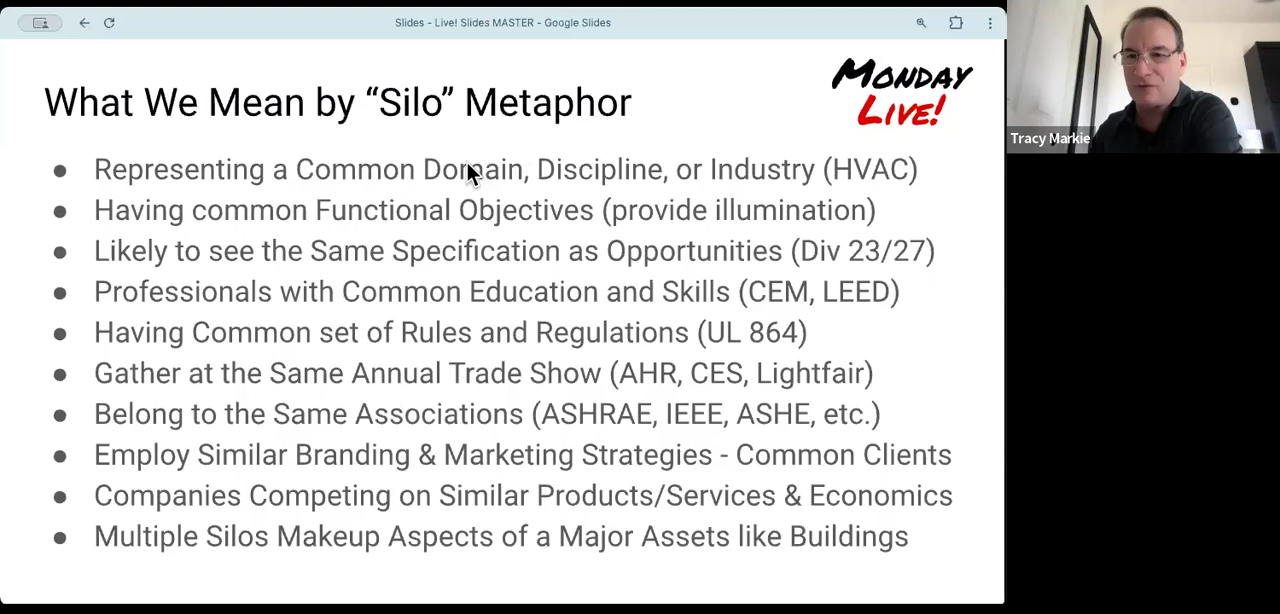 Slides - Live! Slides MASTER - Google Slides
What We Mean by “Silo” Metaphor
MONDAY
LIVE!
● Representing a Common Domain, Discipline, or Industry (HVAC)
● Having common Functional Objectives (provide illumination)
● Likely to see the Same Specification as Opportunities (Div 23/27)
● Professionals with Common Education and Skills (CEM, LEED)
● Having Common set of Rules and Regulations (UL 864)
● Gather at the Same Annual Trade Show (AHR, CES, Lightfair)
● Belong to the Same Associations (ASHRAE, IEEE, ASHE, etc.)
● Employ Similar Branding & Marketing Strategies - Common Clients
● Companies Competing on Similar Products/Services & Economics
● Multiple Silos Makeup Aspects of a Major Assets like Buildings
Tracy Markie